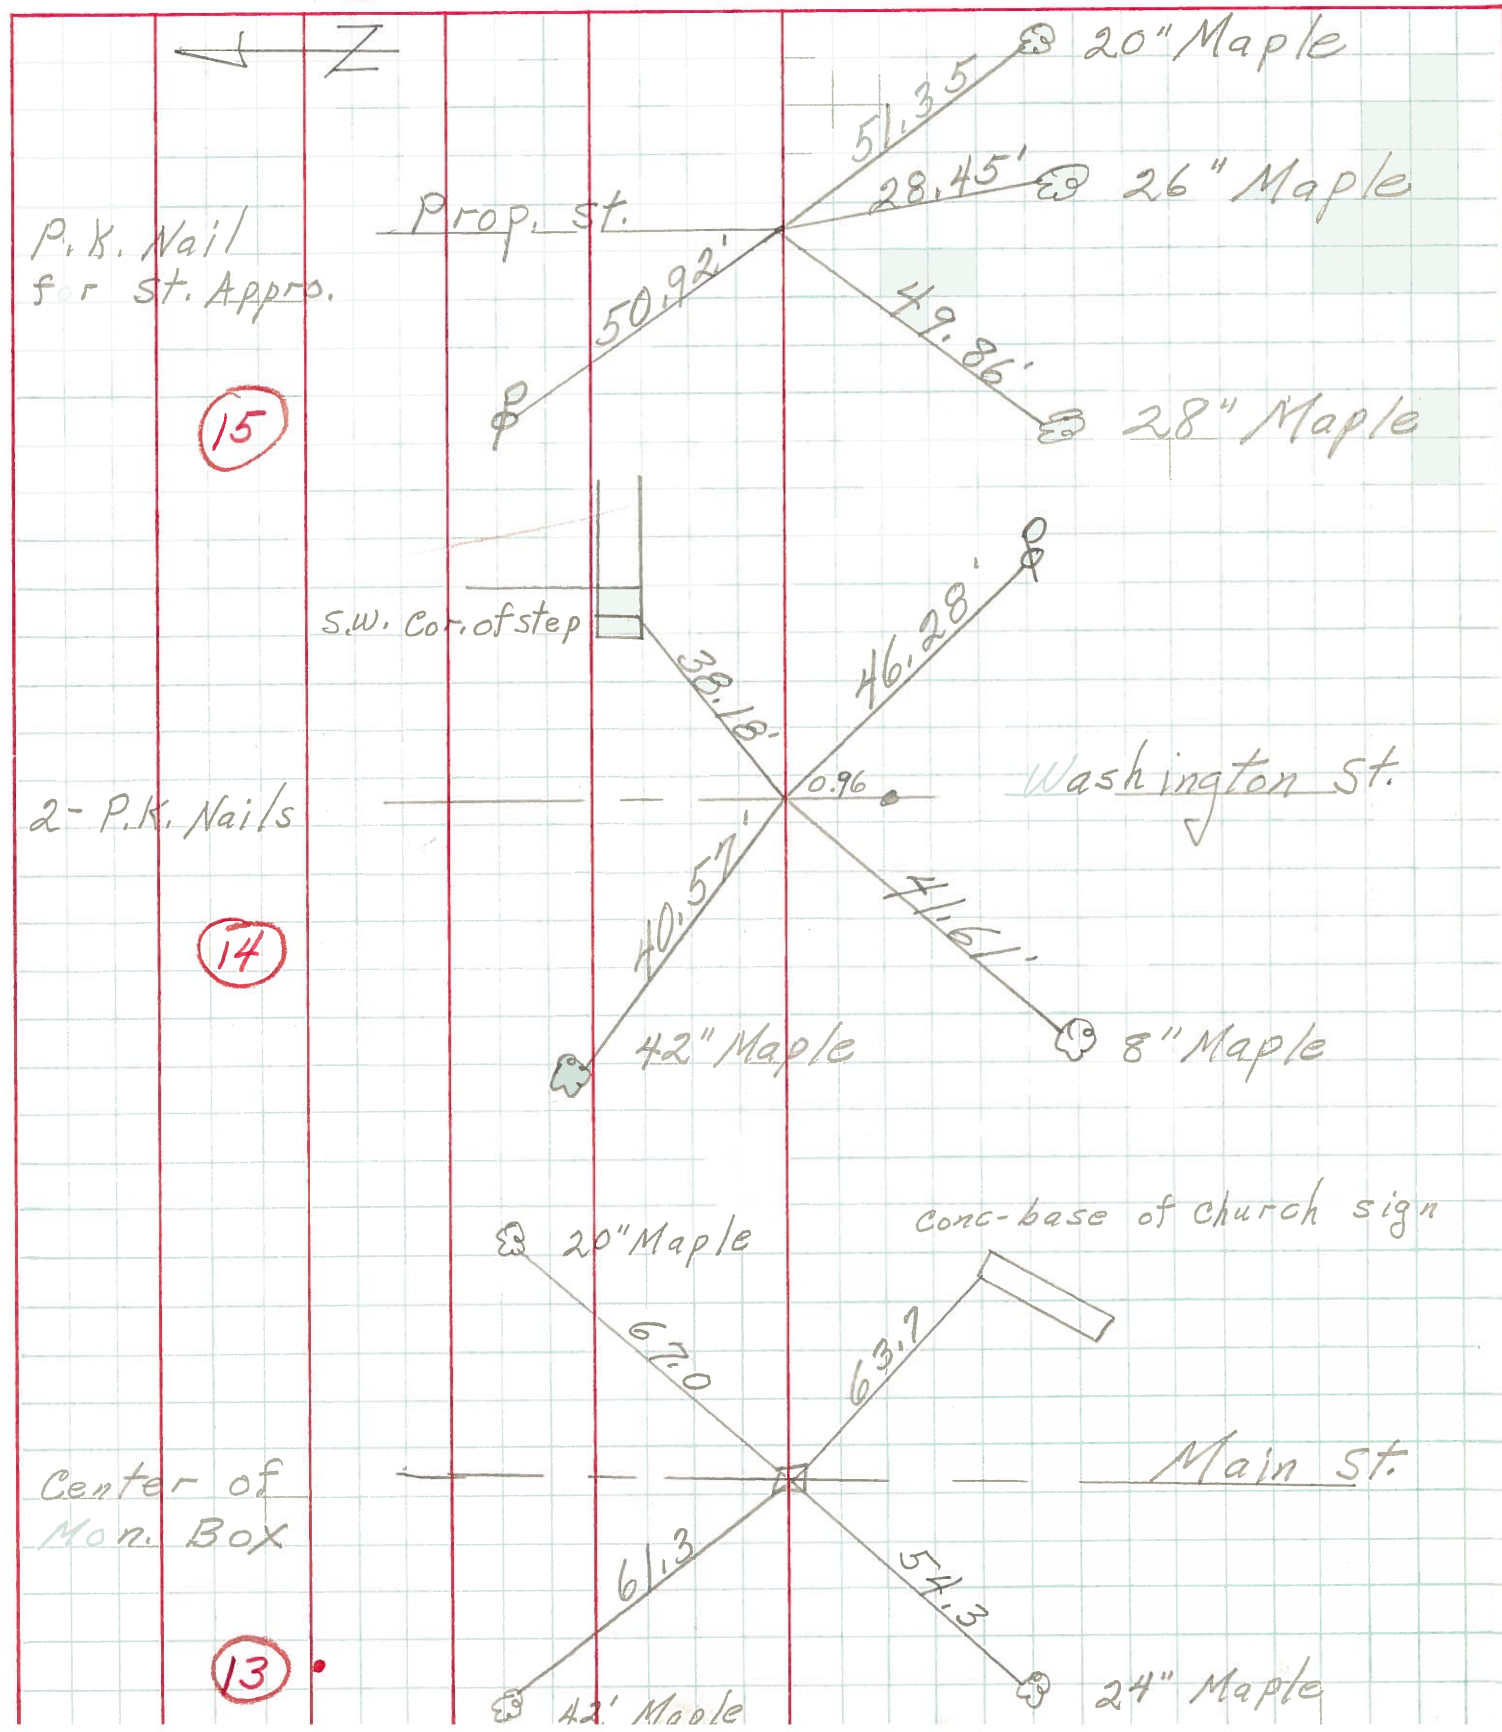 N
20" Maple
51.35
28.45'
26" Maple
Prop. st.
P.K. Nail
for st. Appro.
50.92'
49.86'
15
28" Maple
S.W. Cor. of step
38.18'
46.28'
0.96
Washington St.
2-P.K. Nails
40.57'
41.61'
14
42" Maple
8" Maple
conc-base of church sign
20" Maple
67.0
63.7
Main St.
Center of
Mon. Box
61.3
54.3
13
42' Maple
24" Maple